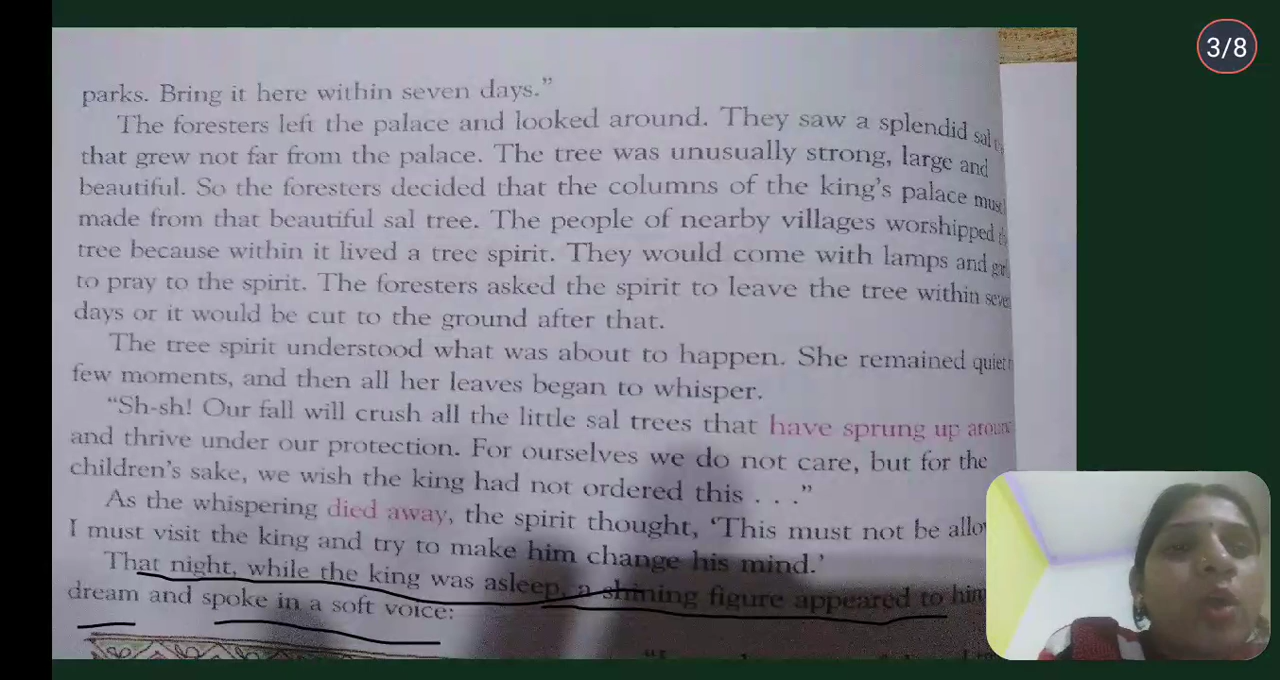 3/8
parks. Bring it here within seven days.”
The foresters left the palace and looked around. They saw a splendid sal
that grew not far from the palace. The tree was unusually strong, large and
beautiful. So the foresters decided that the columns of the king’s palace must
made from that beautiful sal tree. The people of nearby villages worshipped
tree because within it lived a tree spirit. They would come with lamps and
to pray to the spirit. The foresters asked the spirit to leave the tree within
days or it would be cut to the ground after that.
The tree spirit understood what was about to happen. She remained quiet
few moments, and then all her leaves began to whisper.
“Sh-sh! Our fall will crush all the little sal trees that have sprung up
and thrive under our protection. For ourselves we do not care, but for the
children’s sake, we wish the king had not ordered this . . .”
As the whispering died away, the spirit thought, ‘This must not be
I must visit the king and try to make him change his mind.’
That night, while the king was asleep, a shining figure appeared to him
dream and spoke in a soft voice: